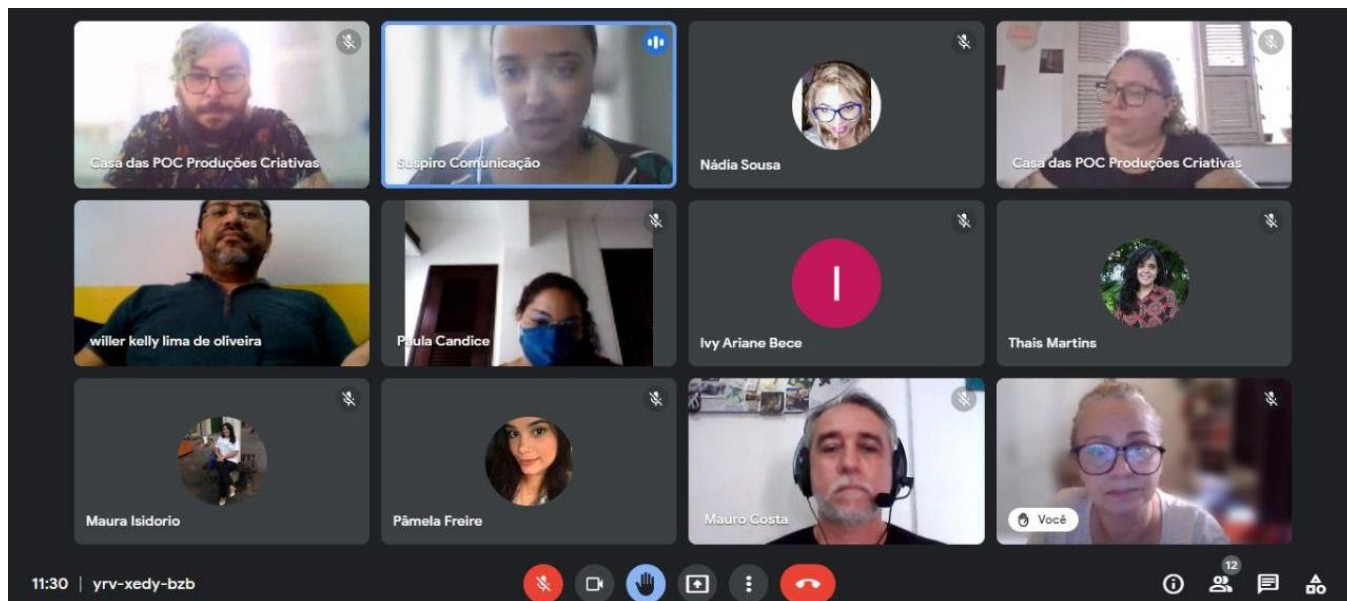 Casa das POC Produções Criativas
Suspiro Comunicação
Nádia Sousa
Casa das POC Produções Criativas
willer kelly lima de oliveira
Paula Candice
Ivy Ariane Bece
I
Thais Martins
Maura Isidorio
Pâmela Freire
Mauro Costa
Você
11:30 | yrv-xedy-bzb
12